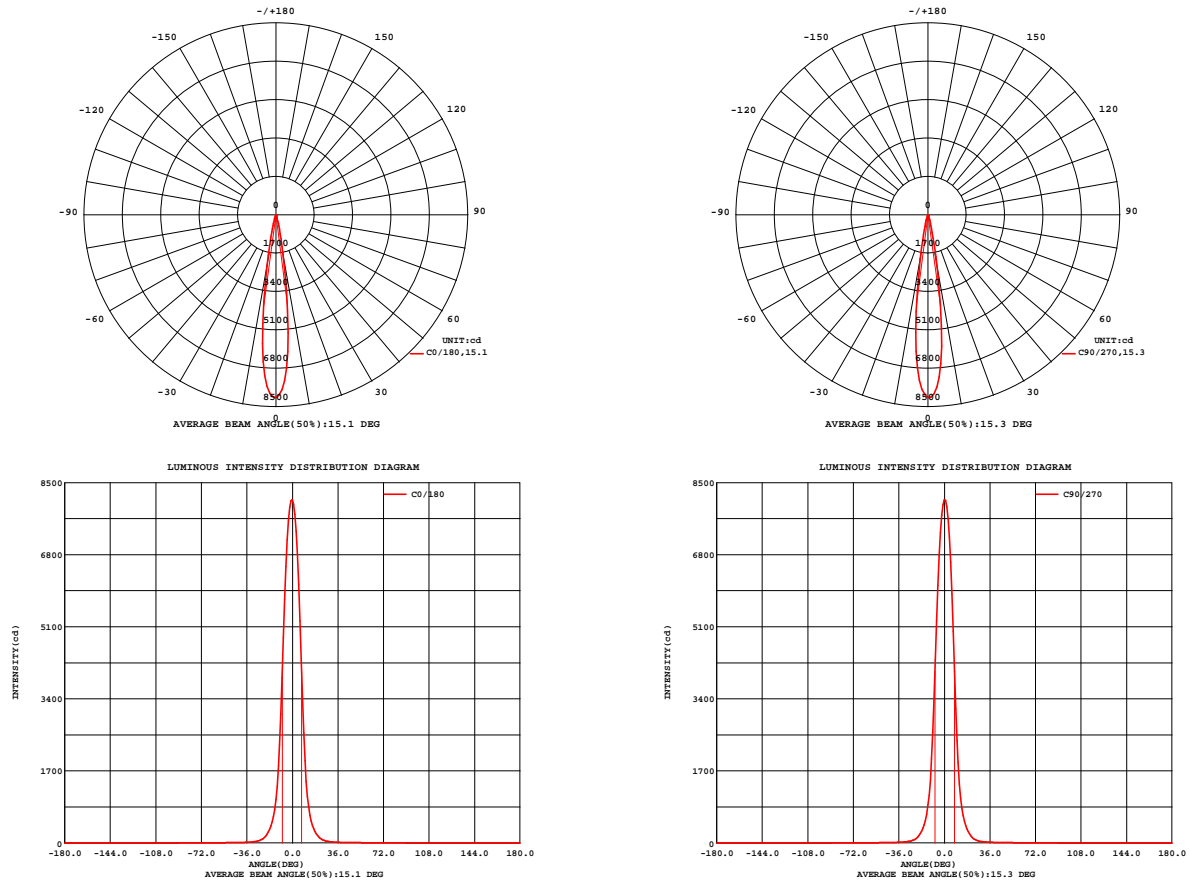 -/+180
-150
150
-120
120
-90
90
-60
60
-30
30
0
0
1700
3400
5100
6800
8500
UNIT:cd
C0/180,15.1
AVERAGE BEAM ANGLE(50%):15.1 DEG
-/+180
-150
150
-120
120
-90
90
-60
60
-30
30
0
0
1700
3400
5100
6800
8500
UNIT:cd
C90/270,15.3
AVERAGE BEAM ANGLE(50%):15.3 DEG
LUMINOUS INTENSITY DISTRIBUTION DIAGRAM
C0/180
INTENSITY(cd)
8500
6800
5100
3400
1700
0
-180.0 -144.0 -108.0 -72.0 -36.0 0.0 36.0 72.0 108.0 144.0 180.0
ANGLE(DEG)
AVERAGE BEAM ANGLE(50%):15.1 DEG
LUMINOUS INTENSITY DISTRIBUTION DIAGRAM
C90/270
INTENSITY(cd)
8500
6800
5100
3400
1700
0
-180.0 -144.0 -108.0 -72.0 -36.0 0.0 36.0 72.0 108.0 144.0 180.0
ANGLE(DEG)
AVERAGE BEAM ANGLE(50%):15.3 DEG